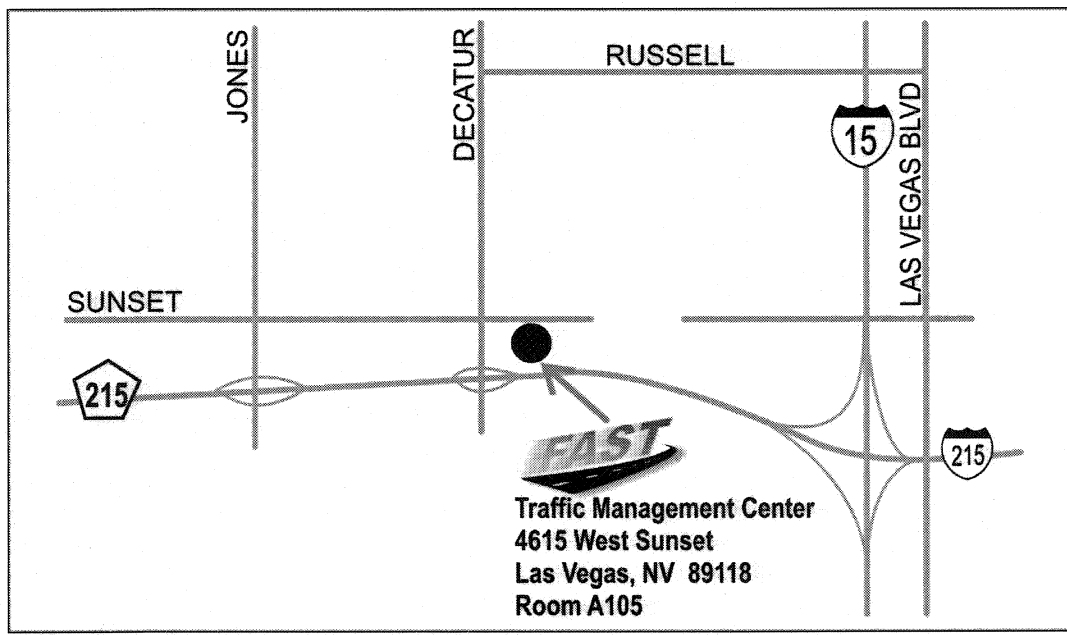 JONES
DECATUR
RUSSELL
15
LAS VEGAS BLVD
SUNSET
215
215
FAST
Traffic Management Center
4615 West Sunset
Las Vegas, NV 89118
Room A105